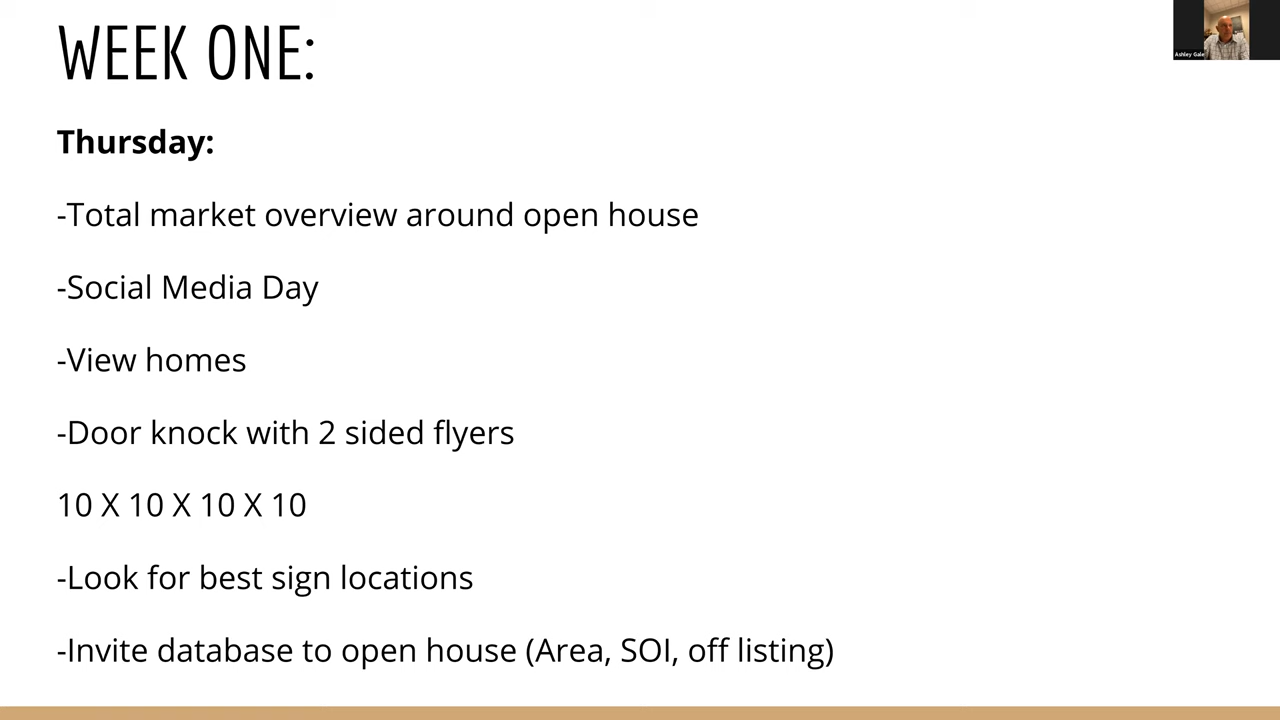 WEEK ONE:
Ashley Gale
Thursday:
-Total market overview around open house
-Social Media Day
-View homes
-Door knock with 2 sided flyers
10 X 10 X 10 X 10
-Look for best sign locations
-Invite database to open house (Area, SOI, off listing)